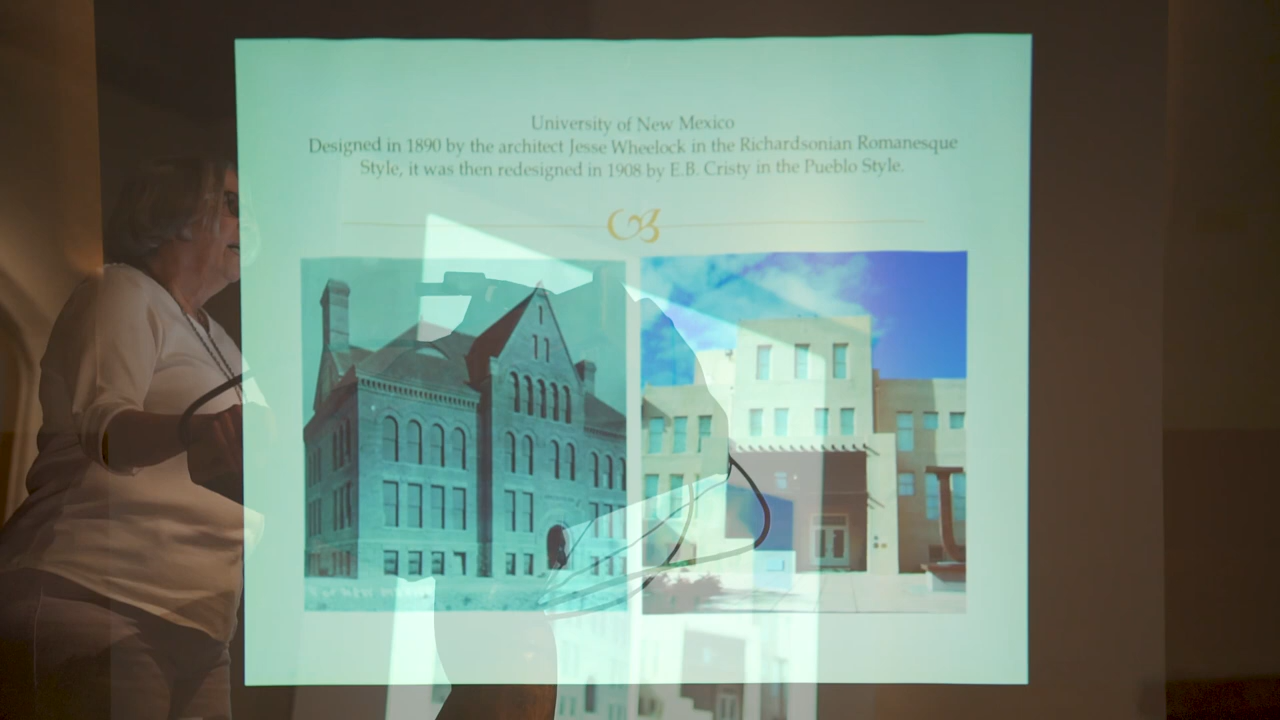 University of New Mexico
Designed in 1890 by the architect Jesse Wheelock in the Richardsonian Romanesque
Style, it was then redesigned in 1908 by E.B. Cristy in the Pueblo Style.